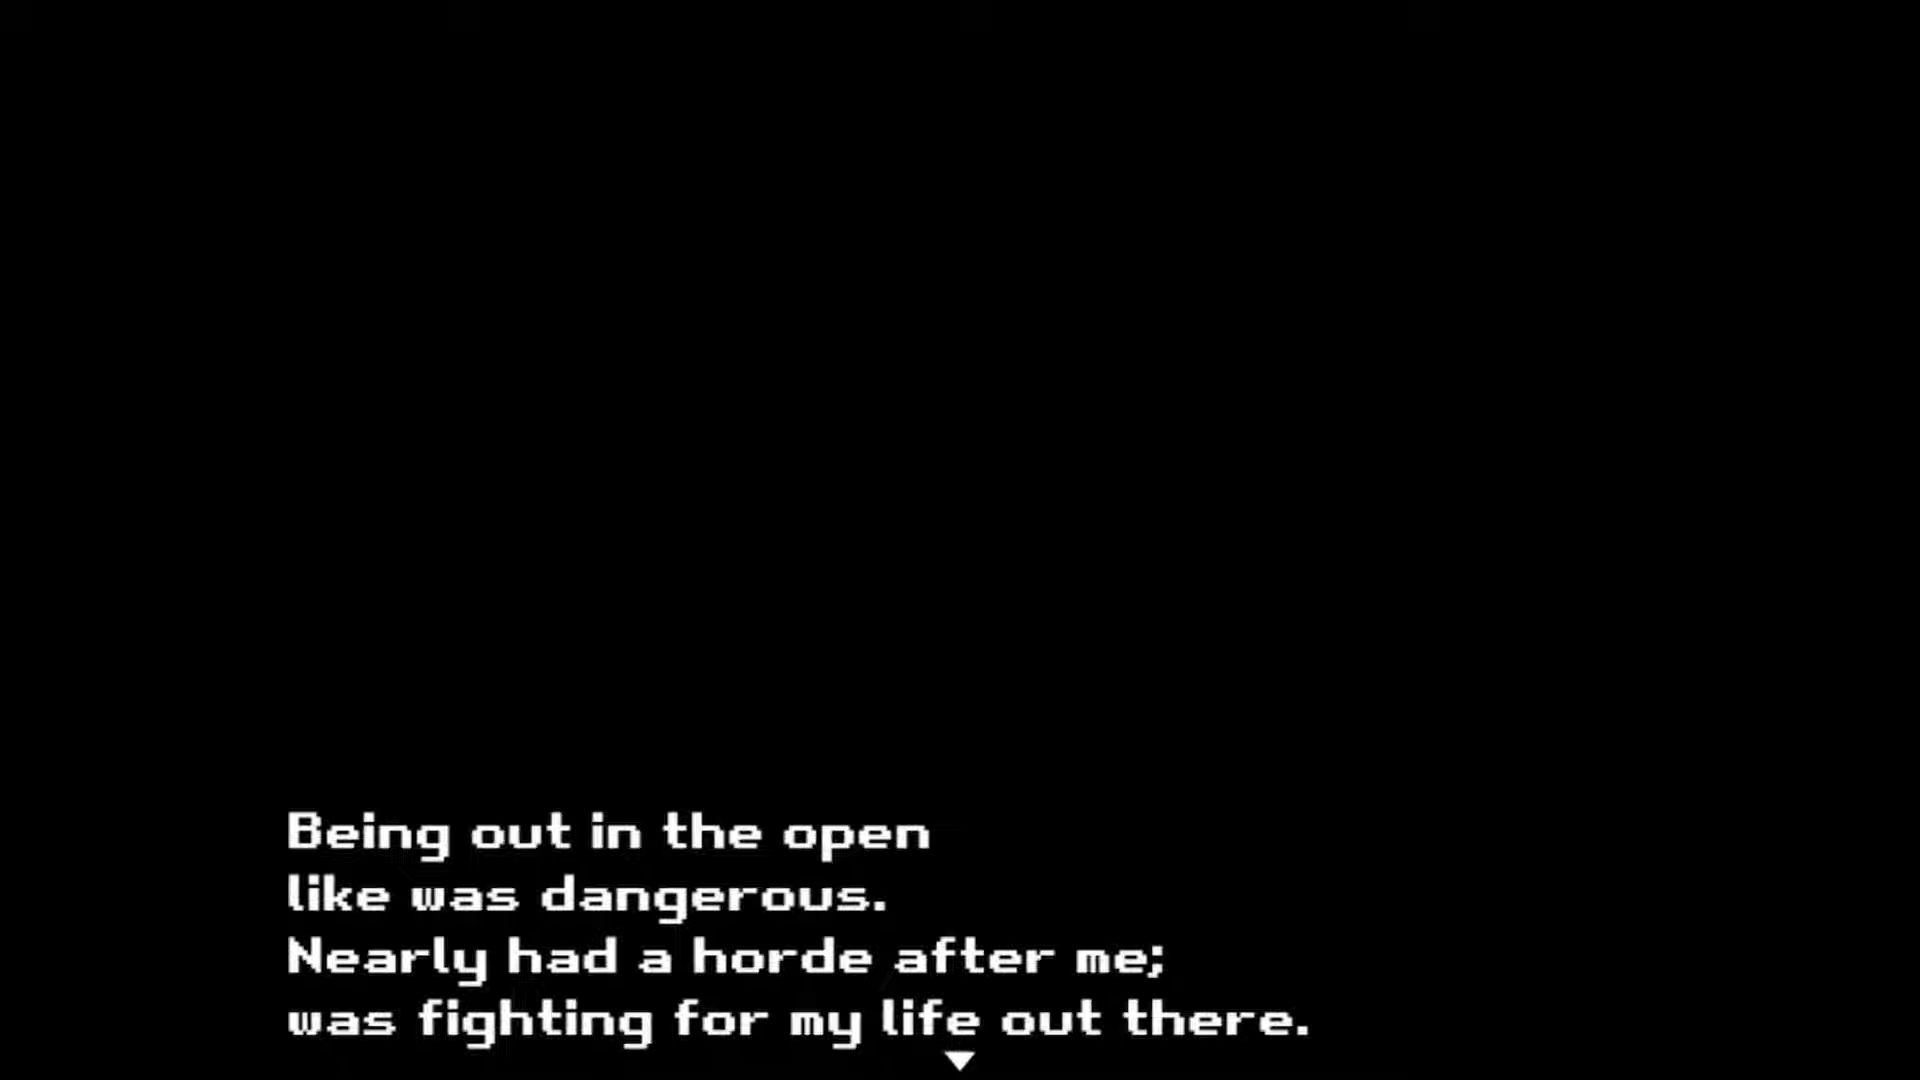 Being out in the open
like was dangerous.
Nearly had a horde after me;
was fighting for my life out there.